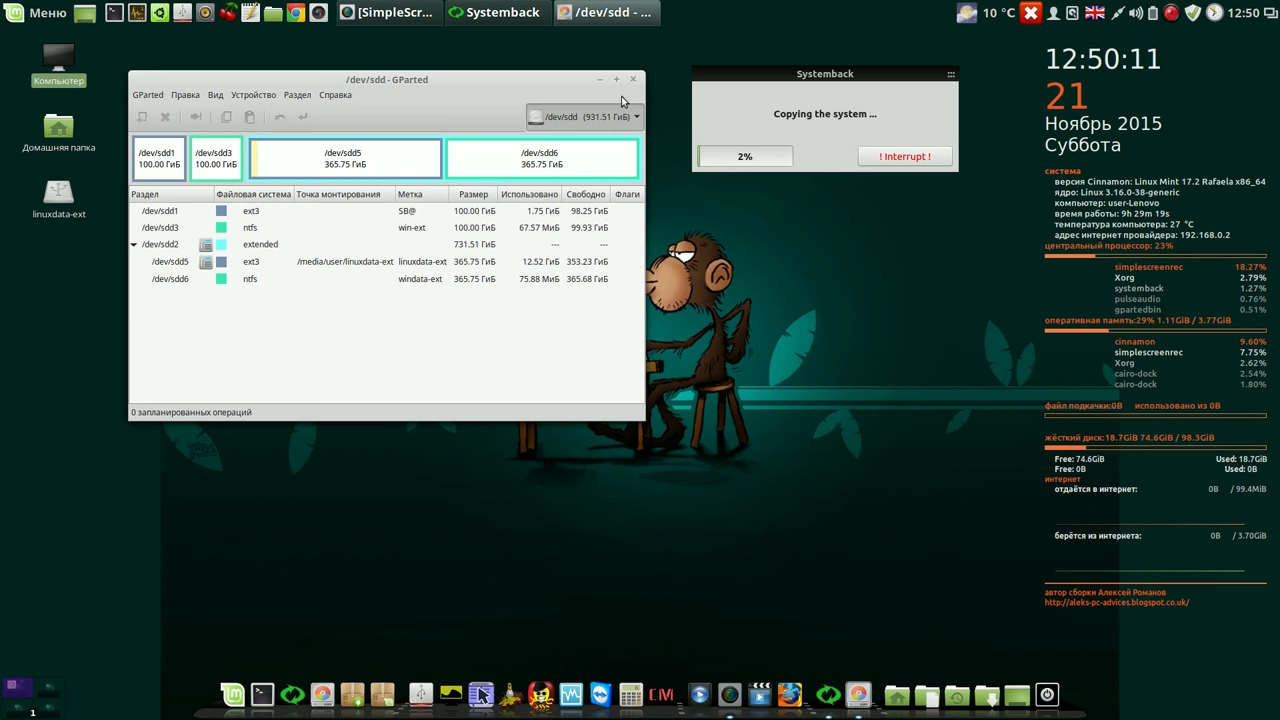 Меню
[SimpleScre...
Systemback
/dev/sdd - ...
10 °C
12:50
Компьютер
Домашняя папка
linuxdata-ext
/dev/sdd - GParted
GParted Правка Вид Устройство Раздел Справка
/dev/sdd (931.51 ГиБ)
/dev/sdd1
100.00 ГиБ
/dev/sdd3
100.00 ГиБ
/dev/sdd5
365.75 ГиБ
/dev/sdd6
365.75 ГиБ
Раздел Файловая система Точка монтирования Метка Размер Использовано Свободно Флаги
/dev/sdd1 ext3 SB@ 100.00 ГиБ 1.75 ГиБ 98.25 ГиБ
/dev/sdd3 ntfs win-ext 100.00 ГиБ 67.57 МиБ 99.93 ГиБ
/dev/sdd2 extended 731.51 ГиБ --- ---
/dev/sdd5 ext3 /media/user/linuxdata-ext linuxdata-ext 365.75 ГиБ 12.52 ГиБ 353.23 ГиБ
/dev/sdd6 ntfs windata-ext 365.75 ГиБ 75.88 МиБ 365.68 ГиБ
0 запланированных операций
Systemback
Copying the system ...
2%
! Interrupt !
12:50:11
21
Ноябрь 2015
Суббота
система
версия Cinnamon: Linux Mint 17.2 Rafaela x86_64
ядро: Linux 3.16.0-38-generic
компьютер: user-Lenovo
время работы: 9h 29m 19s
температура компьютера: 27 °C
адрес интернет провайдера: 192.168.0.2
центральный процессор: 23%
simplescreenrec 18.27%
Xorg 2.79%
systemback 1.27%
pulseaudio 0.76%
gpartedbin 0.51%
оперативная память:29% 1.11GiB / 3.77GiB
cinnamon 9.60%
simplescreenrec 7.75%
Xorg 2.62%
cairo-dock 2.54%
cairo-dock 1.80%
файл подкачки:0B использовано из 0B
жёсткий диск:18.7GiB 74.6GiB / 98.3GiB
Free: 74.6GiB Used: 18.7GiB
Free: 0B Used: 0B
интернет
отдаётся в интернет: 0B / 99.4MiB
берётся из интернета: 0B / 3.70GiB
автор сборки Алексей Романов
http://aleks-pc-advices.blogspot.co.uk/
CM
1